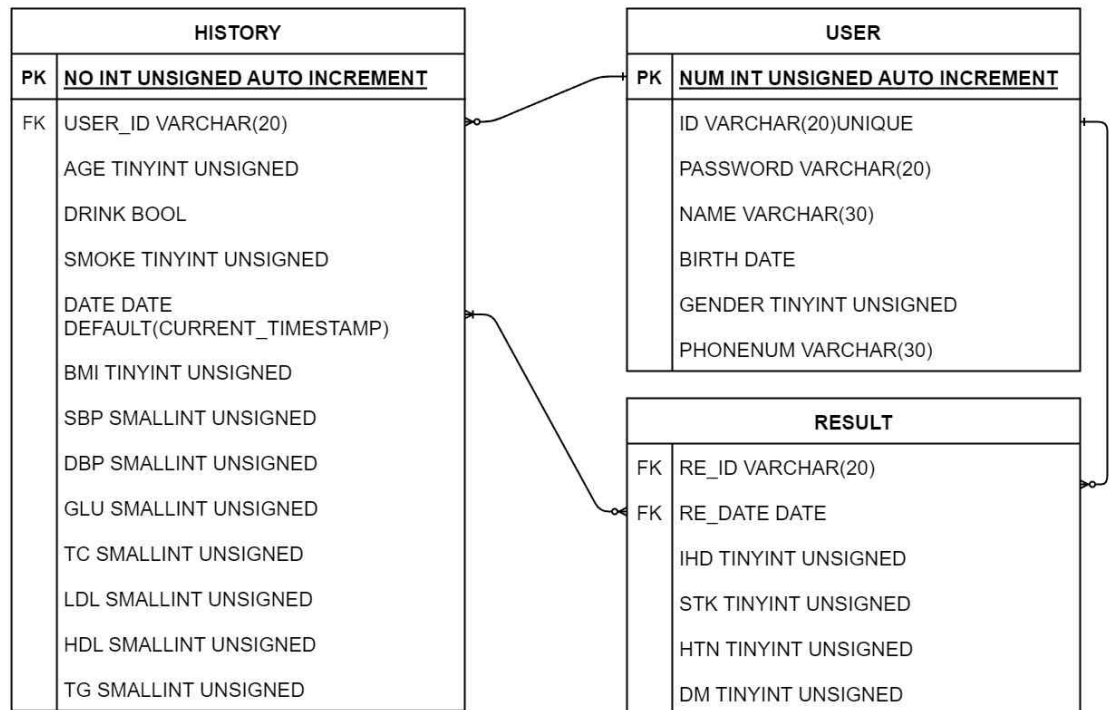 HISTORY
PK NO INT UNSIGNED AUTO INCREMENT
FK USER_ID VARCHAR(20)
AGE TINYINT UNSIGNED
DRINK BOOL
SMOKE TINYINT UNSIGNED
DATE DATE
DEFAULT(CURRENT_TIMESTAMP)
BMI TINYINT UNSIGNED
SBP SMALLINT UNSIGNED
DBP SMALLINT UNSIGNED
GLU SMALLINT UNSIGNED
TC SMALLINT UNSIGNED
LDL SMALLINT UNSIGNED
HDL SMALLINT UNSIGNED
TG SMALLINT UNSIGNED
USER
PK NUM INT UNSIGNED AUTO INCREMENT
ID VARCHAR(20)UNIQUE
PASSWORD VARCHAR(20)
NAME VARCHAR(30)
BIRTH DATE
GENDER TINYINT UNSIGNED
PHONENUM VARCHAR(30)
RESULT
FK RE_ID VARCHAR(20)
FK RE_DATE DATE
IHD TINYINT UNSIGNED
STK TINYINT UNSIGNED
HTN TINYINT UNSIGNED
DM TINYINT UNSIGNED